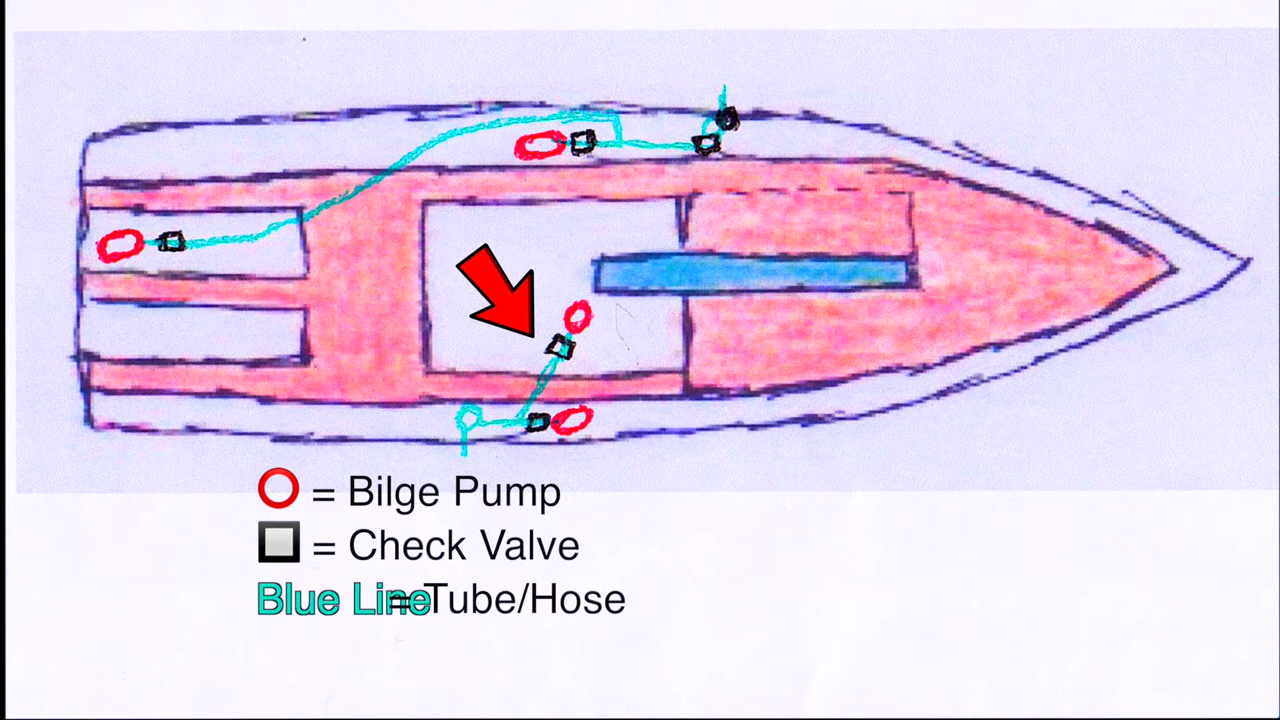 = Bilge Pump
= Check Valve
Blue Line = Tube/Hose